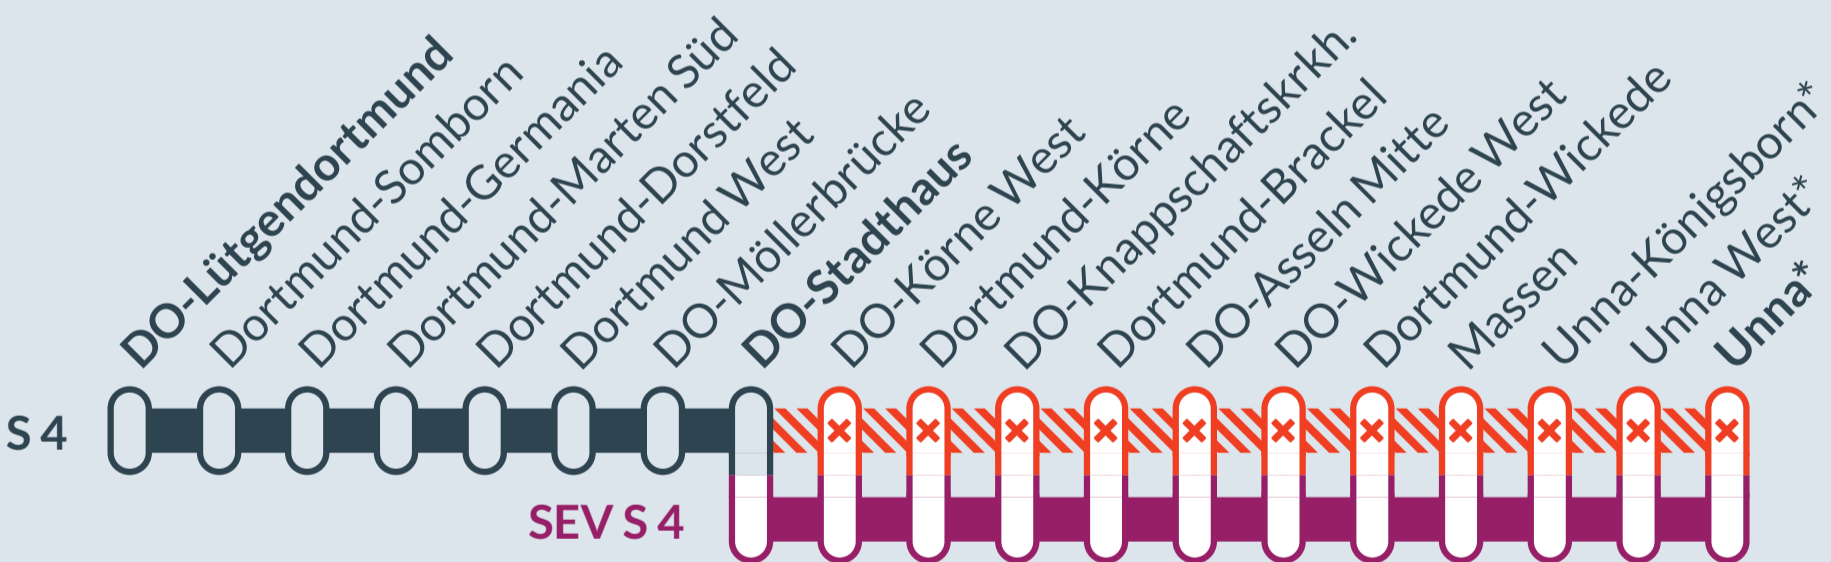 DO-Lütgendortmund
Dortmund-Somborn
Dortmund-Germania
Dortmund-Marten Süd
Dortmund-Dorstfeld
Dortmund West
DO-Möllerbrücke
DO-Stadthaus
DO-Körne West
Dortmund-Körne
DO-Knappschaftskrkh.
Dortmund-Brackel
DO-Asseln Mitte
DO-Wickede West
Dortmund-Wickede
Massen
Unna-Königsborn*
Unna West*
Unna*
S 4
SEV S 4